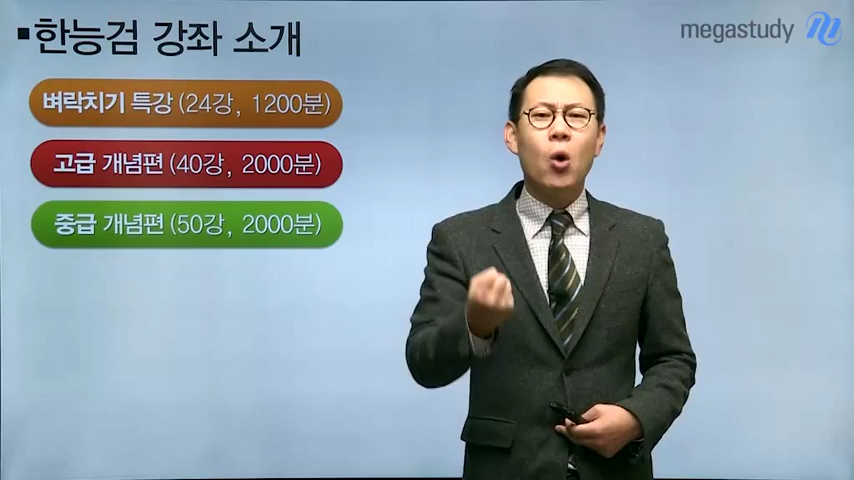 ▪한능검 강좌 소개
megastudy
벼락치기 특강 (24강, 1200분)
고급 개념편 (40강, 2000분)
중급 개념편 (50강, 2000분)